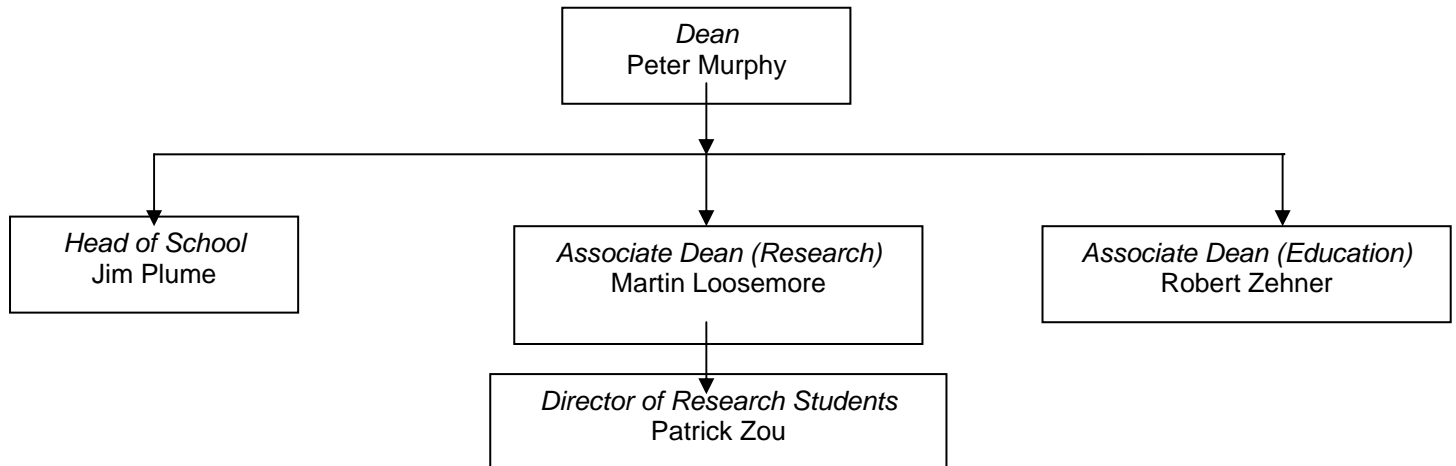 Dean
Peter Murphy
Head of School
Jim Plume
Associate Dean (Research)
Martin Loosemore
Associate Dean (Education)
Robert Zehner
Director of Research Students
Patrick Zou